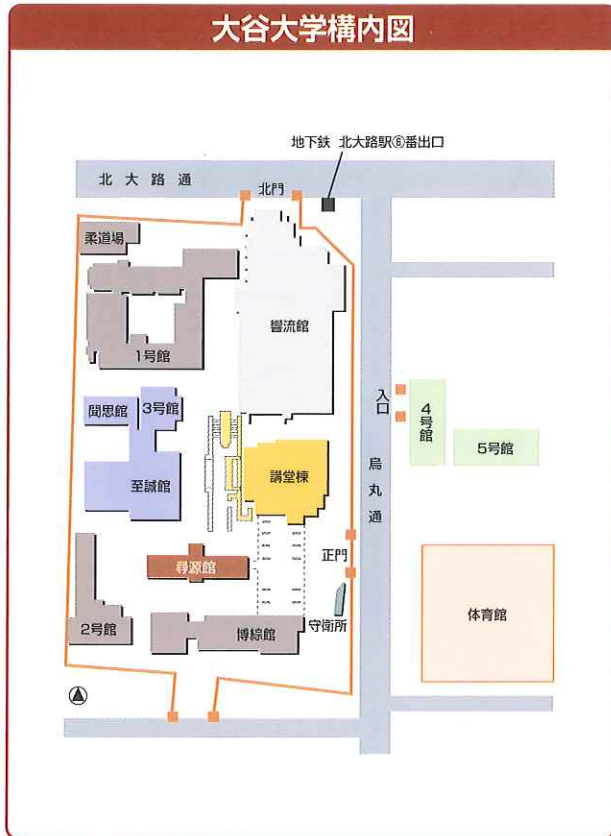 大谷大学構内図
地下鉄 北大路駅⑥番出口
北大路通
北門
柔道場
響流館
1号館
入口
4号館
聞思館
3号館
5号館
講堂棟
至誠館
烏丸通
正門
尋源館
体育館
守衛所
2号館
博綜館